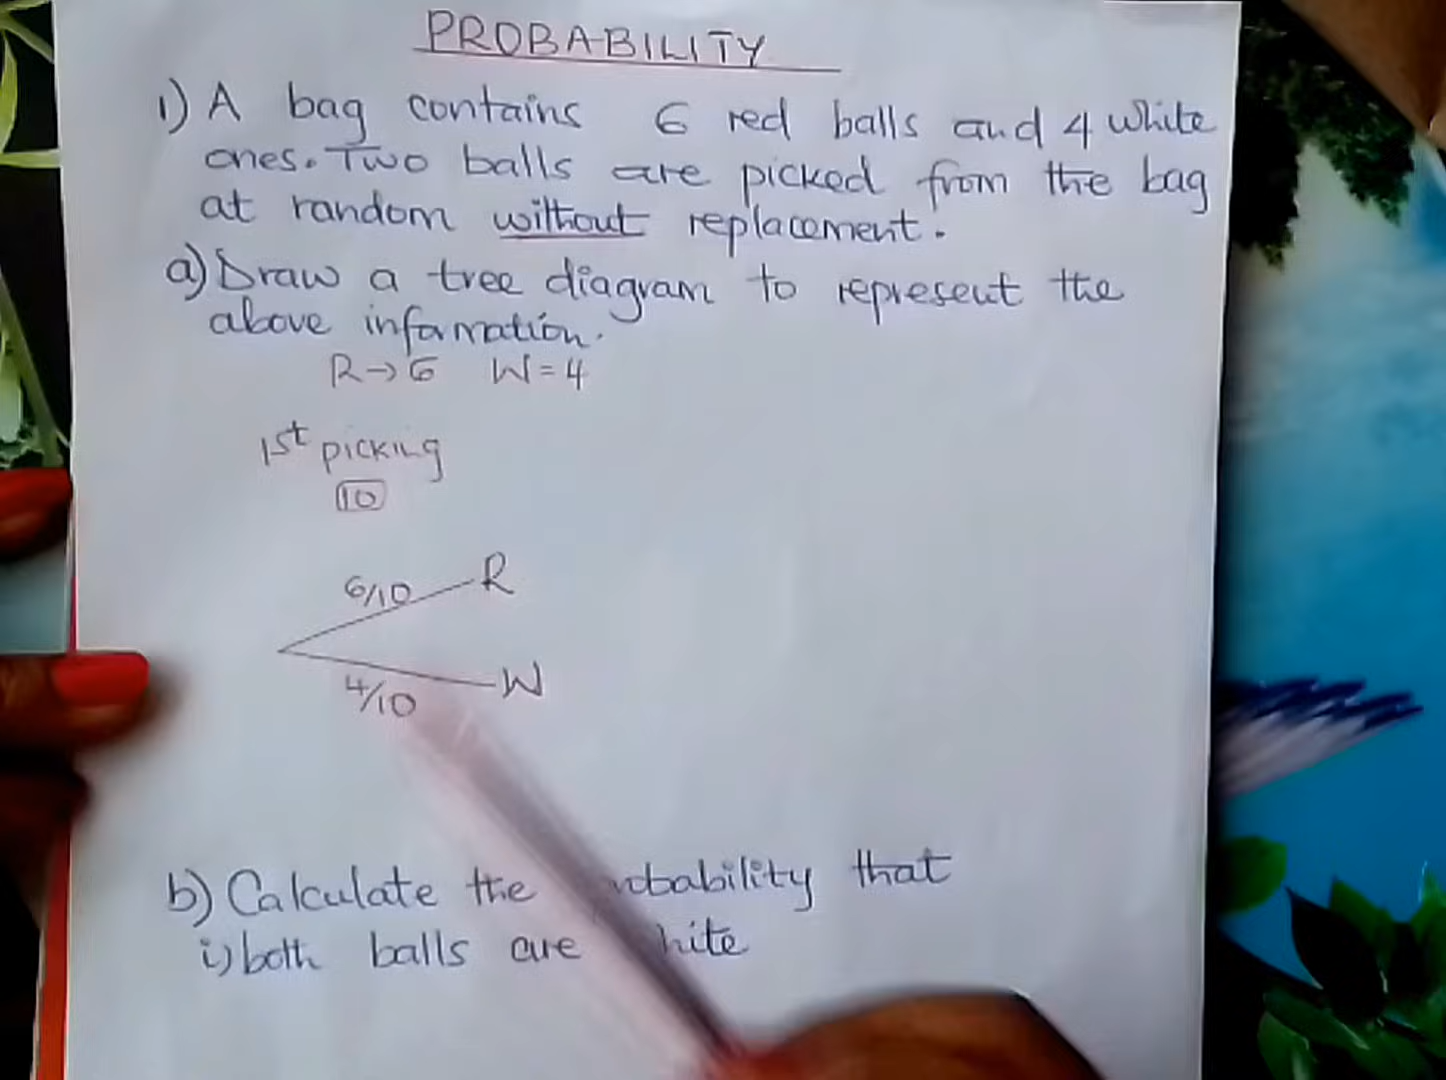 PROBABILITY
1) A bag contains 6 red balls and 4 white
ones. Two balls are picked from the bag
at random without replacement.
a) Draw a tree diagram to represent the
above information.
R→6 W=4
1st picking
10
6/10 R
4/10 W
b) Calculate the that
i) both balls are